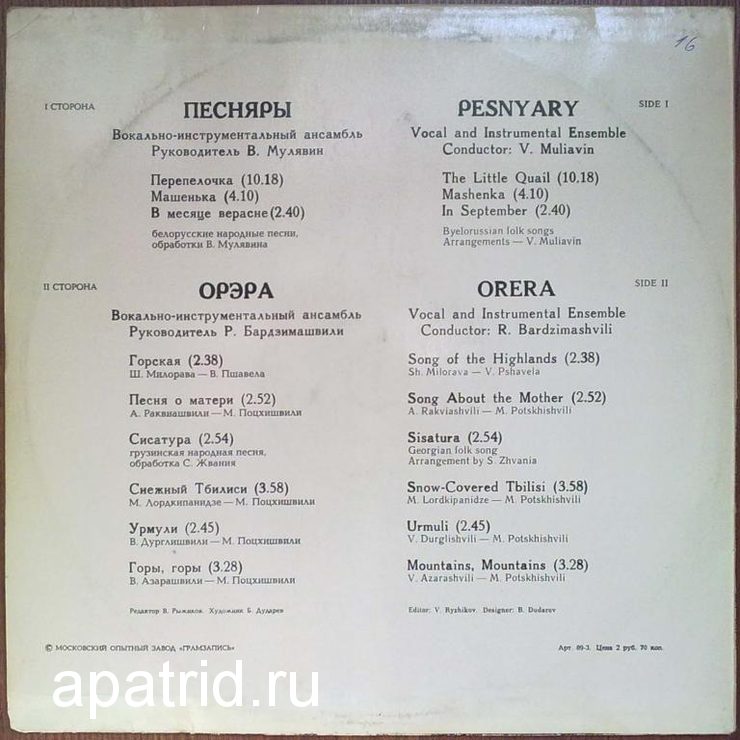 16
I СТОРОНА
ПЕСНЯРЫ
Вокально-инструментальный ансамбль
Руководитель В. Мулявин
Перепелочка (10.18)
Машенька (4.10)
В месяце верасне (2.40)
белорусские народные песни,
обработки В. Мулявина
PESNYARY
SIDE I
Vocal and Instrumental Ensemble
Conductor: V. Muliavin
The Little Quail (10.18)
Mashenka (4.10)
In September (2.40)
Byelorussian folk songs
Arrangements — V. Muliavin
II СТОРОНА
ОРЭРА
Вокально-инструментальный ансамбль
Руководитель Р. Бардзимашвили
Горская (2.38)
Ш. Милорава — В. Пшавела
Песня о матери (2.52)
А. Раквиашвили — М. Поцхишвили
Сисатура (2.54)
грузинская народная песня,
обработка С. Жвания
Снежный Тбилиси (3.58)
М. Лордкипанидзе — М. Поцхишвили
Урмули (2.45)
В. Дурглишвили — М. Поцхишвили
Горы, горы (3.28)
В. Азарашвили — М. Поцхишвили
Редактор В. Рыжиков. Художник Б. Дударев
ORERA
SIDE II
Vocal and Instrumental Ensemble
Conductor: R. Bardzimashvili
Song of the Highlands (2.38)
Sh. Milorava — V. Pshavela
Song About the Mother (2.52)
A. Rakviashvili — M. Potskhishvili
Sisatura (2.54)
Georgian folk song
Arrangement by S. Zhvania
Snow-Covered Tbilisi (3.58)
M. Lordkipanidze — M. Potskhishvili
Urmuli (2.45)
V. Durglishvili — M. Potskhishvili
Mountains, Mountains (3.28)
V. Azarashvili — M. Potskhishvili
Editor: V. Ryzhikov. Designer: B. Dudarov
© МОСКОВСКИЙ ОПЫТНЫЙ ЗАВОД «ГРАМЗАПИСЬ»
Арт. 89-3. Цена 2 руб. 70 коп.
apatrid.ru